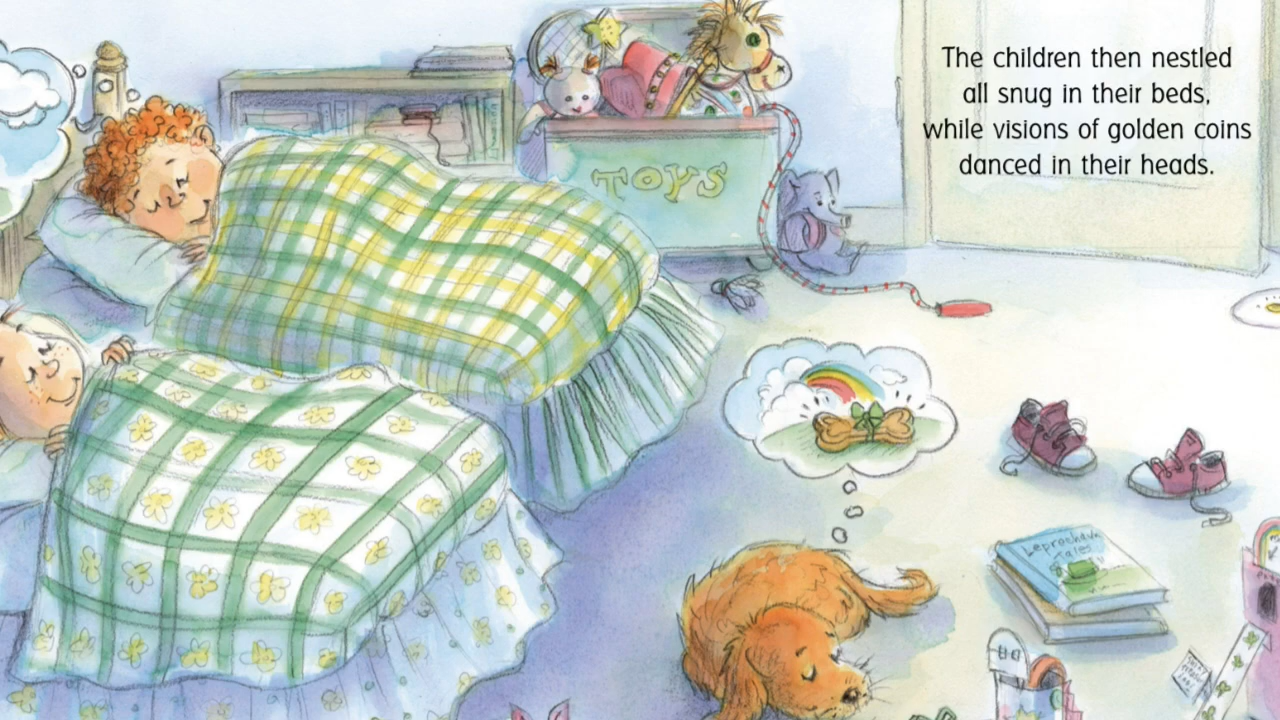 The children then nestled
all snug in their beds,
while visions of golden coins
danced in their heads.
TOYS
Leprechaun
Tales